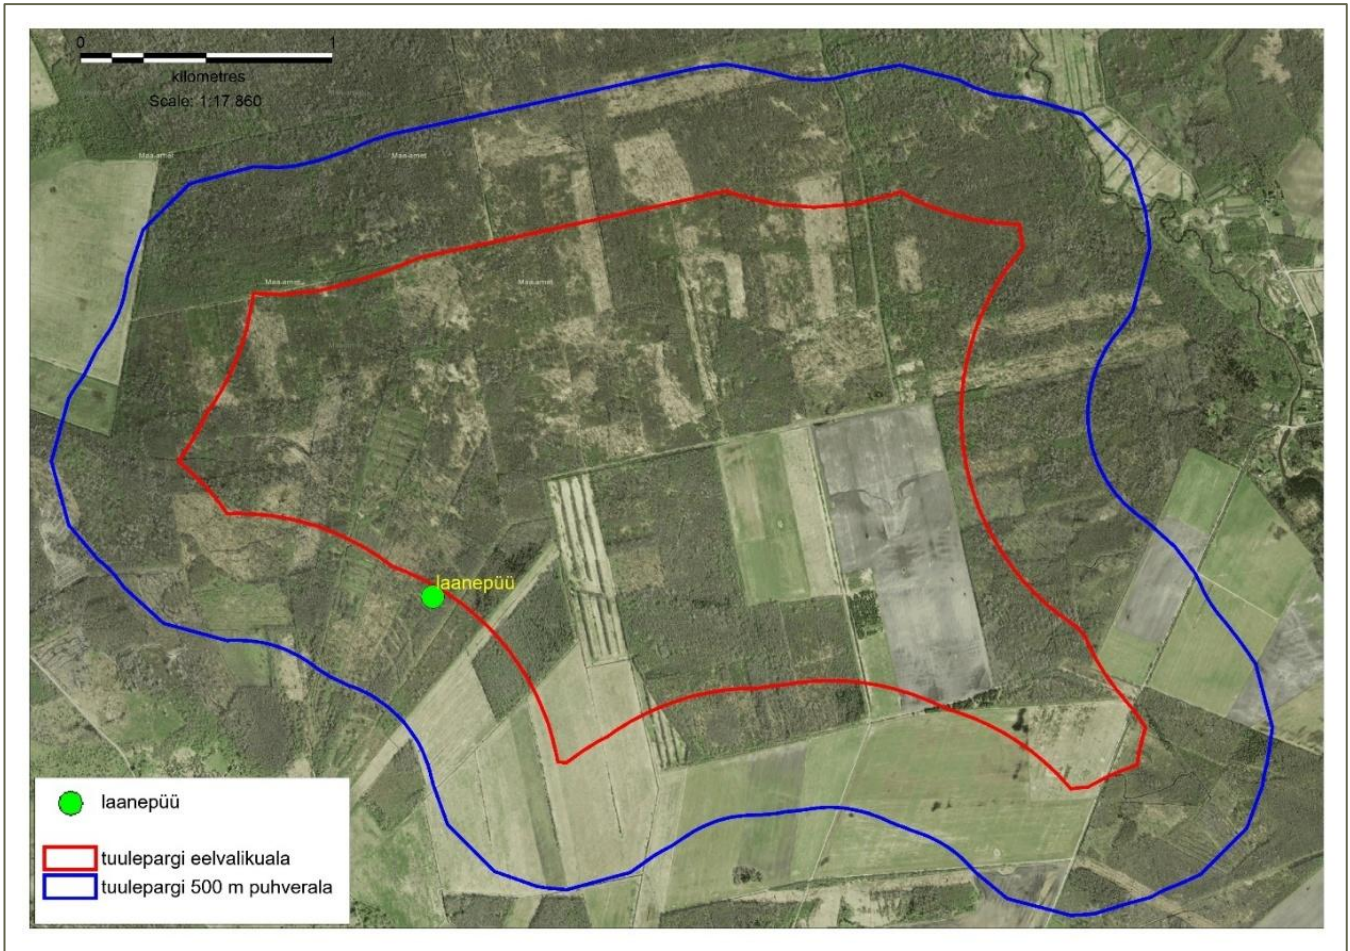 0 1
kilometres
Scale: 1:17,860
Maa-amet
Maa-amet
Maa-amet
Maa-amet
laanepüü
laanepüü
tuulepargi eelvalikuala
tuulepargi 500 m puhverala